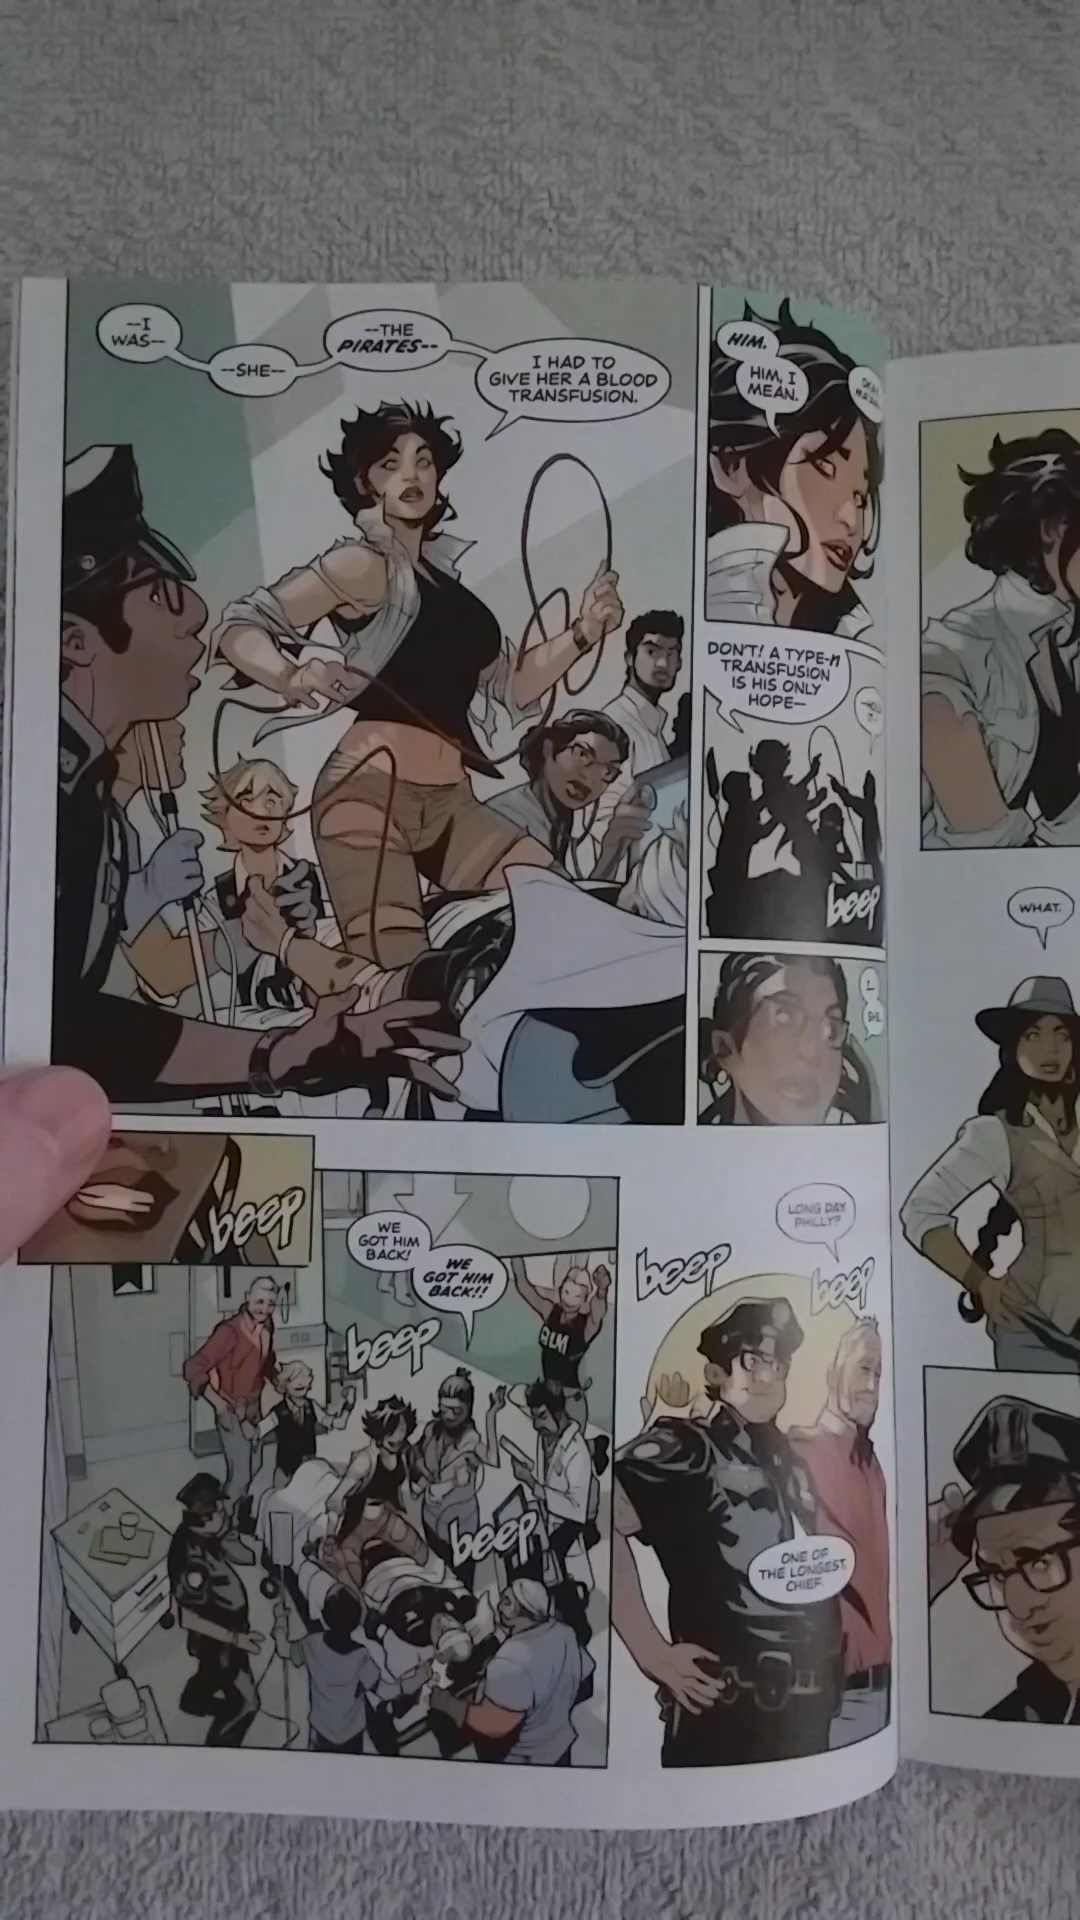 --I
WAS--
--SHE--
--THE
PIRATES--
I HAD TO
GIVE HER A BLOOD
TRANSFUSION.
HIM.
HIM, I
MEAN.
DON'T! A TYPE-N
TRANSFUSION
IS HIS ONLY
HOPE--
beep
beep
WE
GOT HIM
BACK!
WE
GOT HIM
BACK!!
beep
beep
LONG DAY,
PHILLY?
beep
beep
ONE OF
THE LONGEST,
CHIEF.
WHAT.